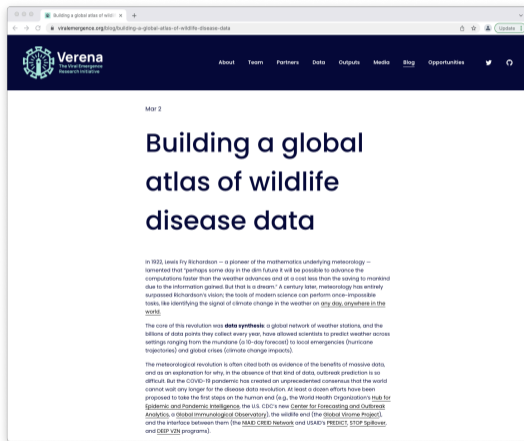 Building a global atlas of wildli
viralemergence.org/blog/building-a-global-atlas-of-wildlife-disease-data
Update
Verena
The Viral Emergence
Research Initiative
About Team Partners Data Outputs Media Blog Opportunities
Mar 2
Building a global
atlas of wildlife
disease data
In 1922, Lewis Fry Richardson — a pioneer of the mathematics underlying meteorology —
lamented that "perhaps some day in the dim future it will be possible to advance the
computations faster than the weather advances and at a cost less than the saving to mankind
due to the information gained. But that is a dream." A century later, meteorology has entirely
surpassed Richardson's vision; the tools of modern science can perform once-impossible
tasks, like identifying the signal of climate change in the weather on any day, anywhere in the
world.
The core of this revolution was data synthesis: a global network of weather stations, and the
billions of data points they collect every year, have allowed scientists to predict weather across
settings ranging from the mundane (a 10-day forecast) to local emergencies (hurricane
trajectories) and global crises (climate change impacts).
The meteorological revolution is often cited both as evidence of the benefits of massive data,
and as an explanation for why, in the absence of that kind of data, outbreak prediction is so
difficult. But the COVID-19 pandemic has created an unprecedented consensus that the world
cannot wait any longer for the disease data revolution. At least a dozen efforts have been
proposed to take the first steps on the human end (e.g., the World Health Organization's Hub for
Epidemic and Pandemic Intelligence, the U.S. CDC's new Center for Forecasting and Outbreak
Analytics, a Global Immunological Observatory), the wildlife end (the Global Virome Project),
and the interface between them (the NIAID CREID Network and USAID's PREDICT, STOP Spillover,
and DEEP VZN programs).